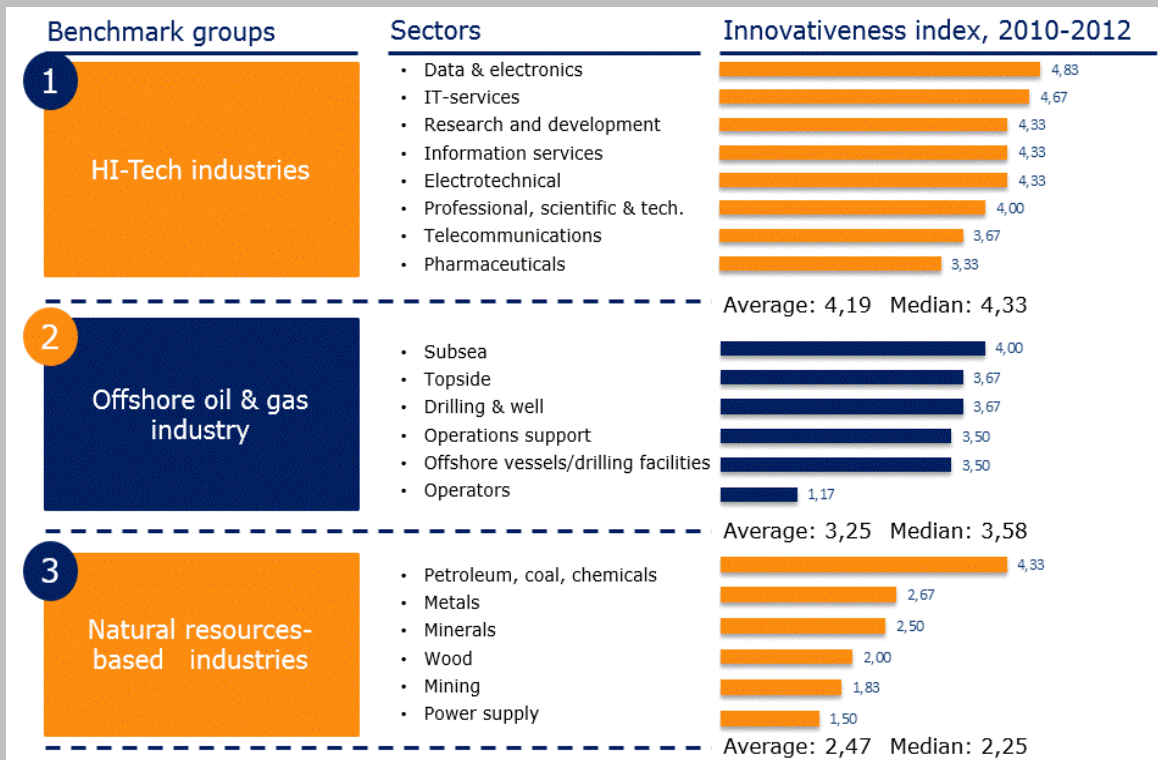 Benchmark groups
Sectors
Innovativeness index, 2010-2012
1
HI-Tech industries
• Data & electronics 4,83
• IT-services 4,67
• Research and development 4,33
• Information services 4,33
• Electrotechnical 4,33
• Professional, scientific & tech. 4,00
• Telecommunications 3,67
• Pharmaceuticals 3,33
Average: 4,19 Median: 4,33
2
Offshore oil & gas
industry
• Subsea 4,00
• Topside 3,67
• Drilling & well 3,67
• Operations support 3,50
• Offshore vessels/drilling facilities 3,50
• Operators 1,17
Average: 3,25 Median: 3,58
3
Natural resources-
based industries
• Petroleum, coal, chemicals 4,33
• Metals 2,67
• Minerals 2,50
• Wood 2,00
• Mining 1,83
• Power supply 1,50
Average: 2,47 Median: 2,25